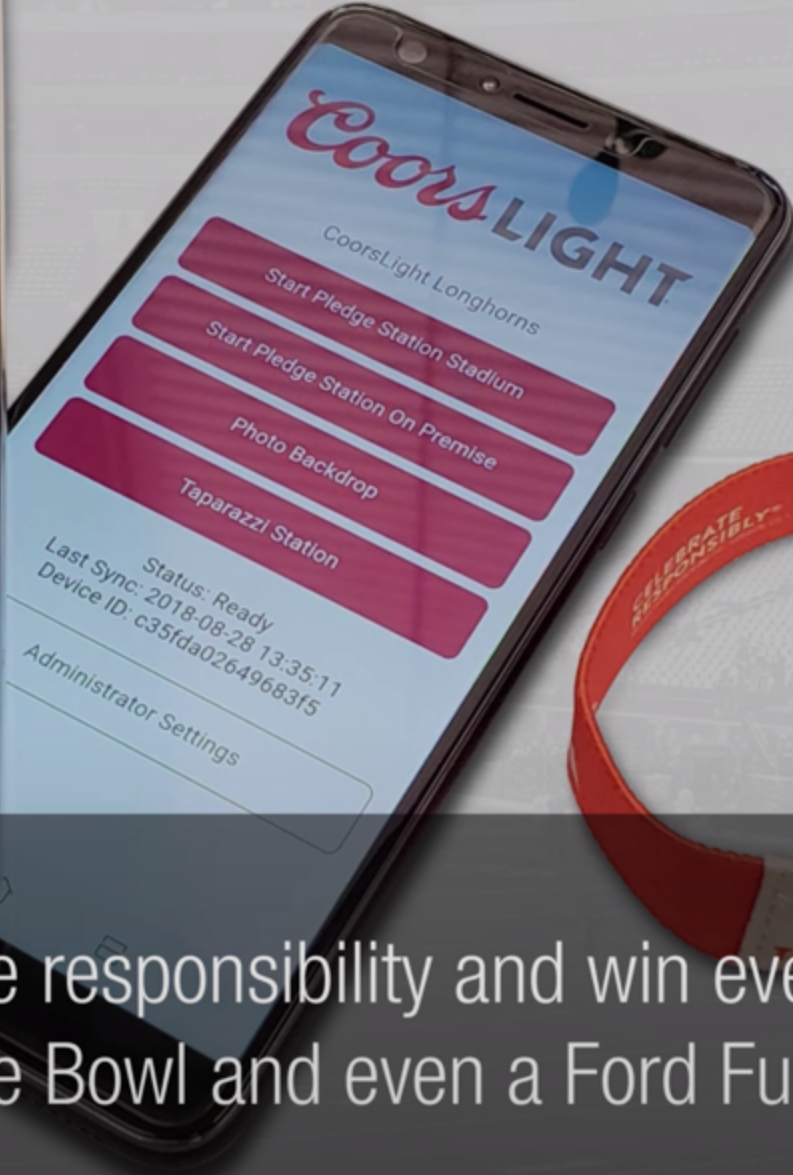 Coors LIGHT
CoorsLight Longhorns
Start Pledge Station Stadium
Start Pledge Station On Premise
Photo Backdrop
Taparazzi Station
Status: Ready
Last Sync: 2018-08-28 13:35:11
Device ID: c35fda02649683f5
Administrator Settings
CELEBRATE
RESPONSIBLY
responsibility and win
Bowl and even a Ford